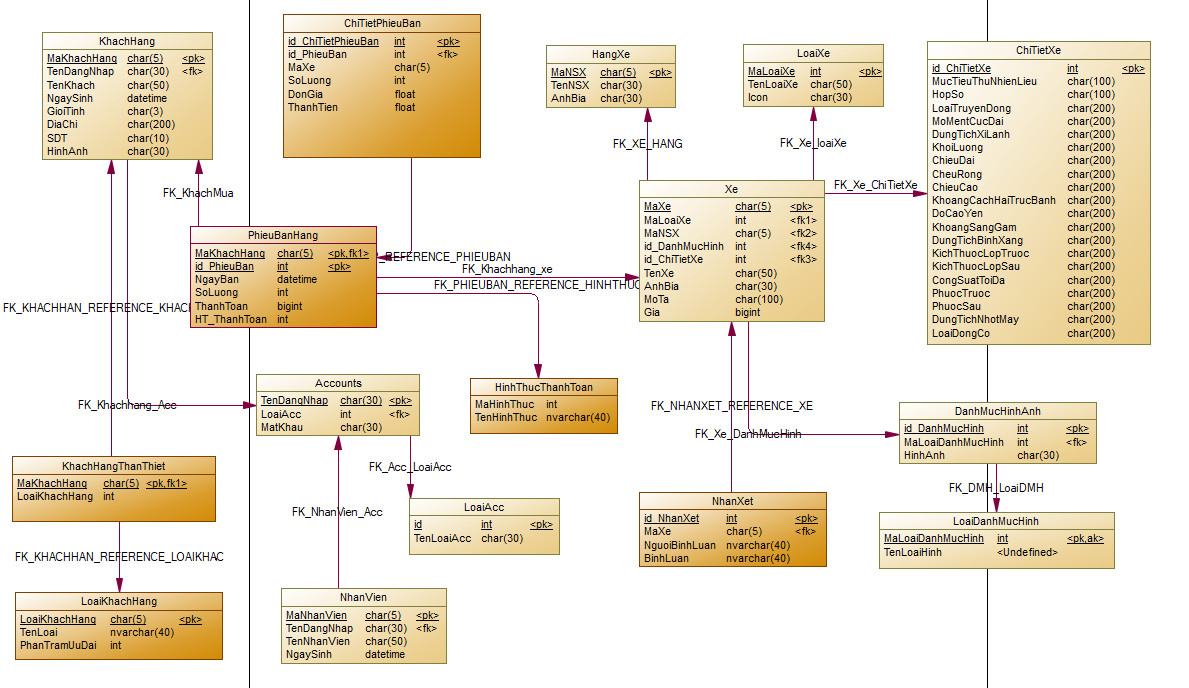 KhachHang
MaKhachHang char(5) <pk>
TenDangNhap char(30) <fk>
TenKhach char(50)
NgaySinh datetime
GioiTinh char(3)
DiaChi char(200)
SDT char(10)
HinhAnh char(30)
ChiTietPhieuBan
id_ChiTietPhieuBan int <pk>
id_PhieuBan int <fk>
MaXe char(5)
SoLuong int
DonGia float
ThanhTien float
HangXe
MaNSX char(5) <pk>
TenNSX char(30)
AnhBia char(30)
LoaiXe
MaLoaiXe int <pk>
TenLoaiXe char(50)
Icon char(30)
ChiTietXe
id_ChiTietXe int <pk>
MucTieuThuNhienLieu char(100)
HopSo char(100)
LoaiTruyenDong char(200)
MoMentCucDai char(200)
DungTichXiLanh char(200)
KhoiLuong char(200)
ChieuDai char(200)
CheuRong char(200)
ChieuCao char(200)
KhoangCachHaiTrucBanh char(200)
DoCaoYen char(200)
KhoangSangGam char(200)
DungTichBinhXang char(200)
KichThuocLopTruoc char(200)
KichThuocLopSau char(200)
CongSuatToiDa char(200)
PhuocTruoc char(200)
PhuocSau char(200)
DungTichNhotMay char(200)
LoaiDongCo char(200)
FK_XE_HANG
FK_Xe_loaiXe
FK_Xe_ChiTietXe
FK_KhachMua
PhieuBanHang
MaKhachHang char(5) <pk,fk1>
id_PhieuBan int <pk>
NgayBan datetime
SoLuong int
ThanhToan bigint
HT_ThanhToan int
_REFERENCE_PHIEUBAN
FK_Khachhang_xe
FK_PHIEUBAN_REFERENCE_HINHTHUC
Xe
MaXe char(5) <pk>
MaLoaiXe int <fk1>
MaNSX char(5) <fk2>
id_DanhMucHinh int <fk4>
id_ChiTietXe int <fk3>
TenXe char(50)
AnhBia char(30)
MoTa char(100)
Gia bigint
FK_KHACHHAN_REFERENCE_KHACH
FK_Khachhang_Acc
Accounts
TenDangNhap char(30) <pk>
LoaiAcc int <fk>
MatKhau char(30)
HinhThucThanhToan
MaHinhThuc int
TenHinhThuc nvarchar(40)
FK_NHANXET_REFERENCE_XE
FK_Xe_DanhMucHinh
DanhMucHinhAnh
id_DanhMucHinh int <pk>
MaLoaiDanhMucHinh int <fk>
HinhAnh char(30)
KhachHangThanThiet
MaKhachHang char(5) <pk,fk1>
LoaiKhachHang int
FK_Acc_LoaiAcc
FK_NhanVien_Acc
LoaiAcc
id int <pk>
TenLoaiAcc char(30)
NhanXet
id_NhanXet int <pk>
MaXe char(5) <fk>
NguoiBinhLuan nvarchar(40)
BinhLuan nvarchar(40)
FK_DMH_LoaiDMH
LoaiDanhMucHinh
MaLoaiDanhMucHinh int <pk,ak>
TenLoaiHinh <Undefined>
FK_KHACHHAN_REFERENCE_LOAIKHAC
LoaiKhachHang
LoaiKhachHang char(5) <pk>
TenLoai nvarchar(40)
PhanTramUuDai int
NhanVien
MaNhanVien char(5) <pk>
TenDangNhap char(30) <fk>
TenNhanVien char(50)
NgaySinh datetime